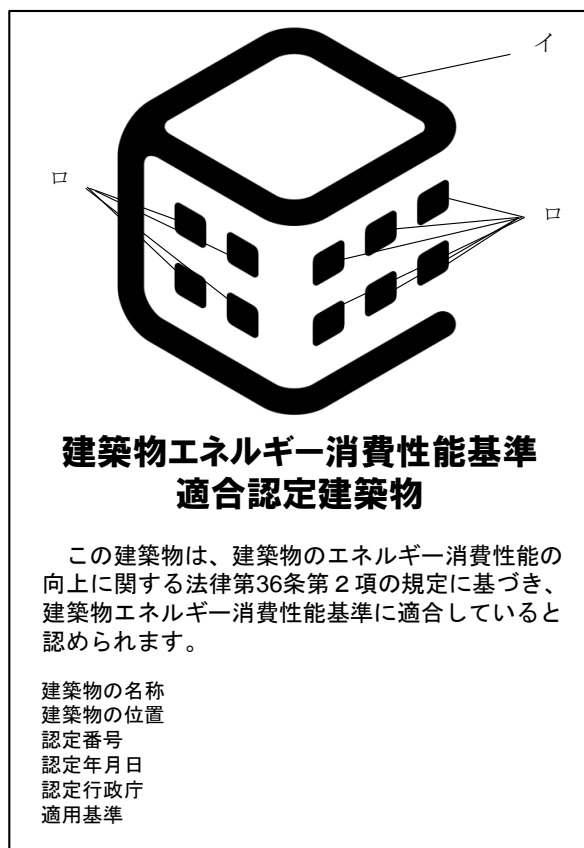 イ
ロ
ロ
建築物エネルギー消費性能基準
適合認定建築物
この建築物は、建築物のエネルギー消費性能の
向上に関する法律第36条第２項の規定に基づき、
建築物エネルギー消費性能基準に適合していると
認められます。
建築物の名称
建築物の位置
認定番号
認定年月日
認定行政庁
適用基準